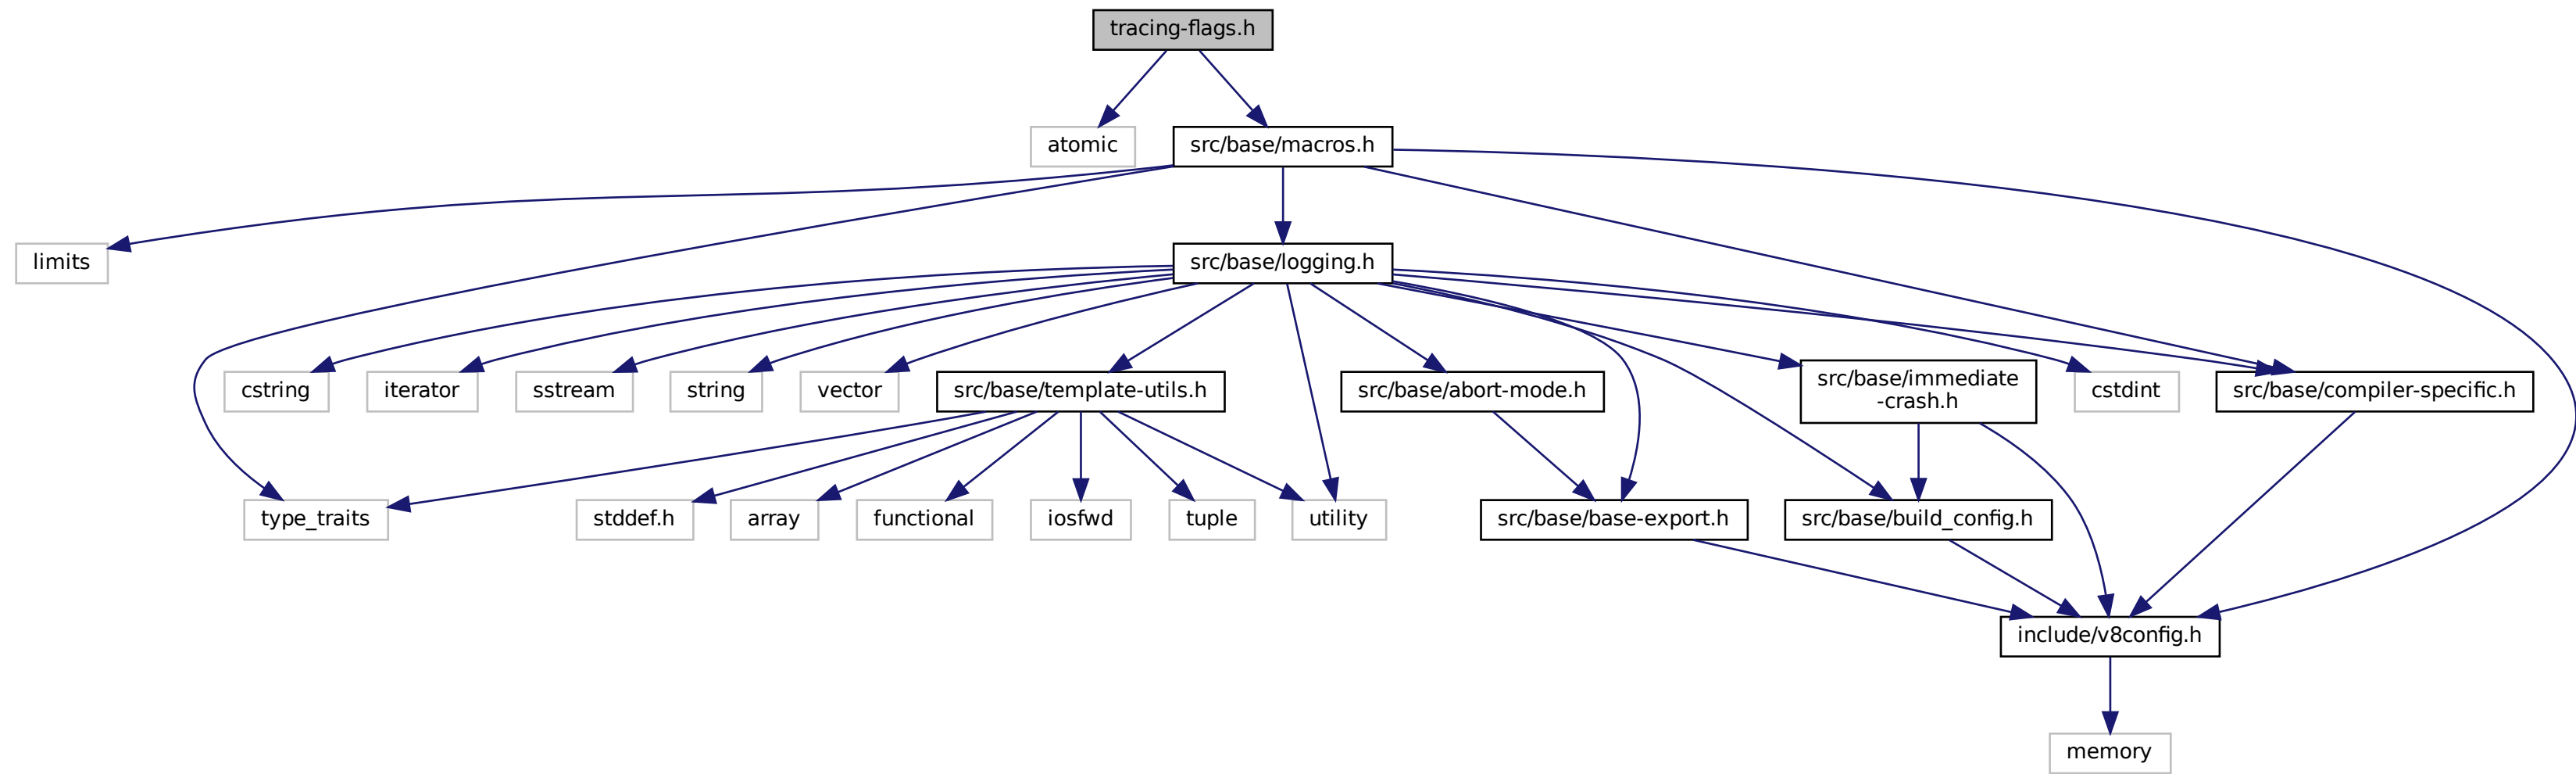 tracing-flags.h
atomic
src/base/macros.h
limits
src/base/logging.h
cstring
iterator
sstream
string
vector
src/base/template-utils.h
src/base/abort-mode.h
src/base/immediate
-crash.h
cstdint
src/base/compiler-specific.h
type_traits
stddef.h
array
functional
iosfwd
tuple
utility
src/base/base-export.h
src/base/build_config.h
include/v8config.h
memory